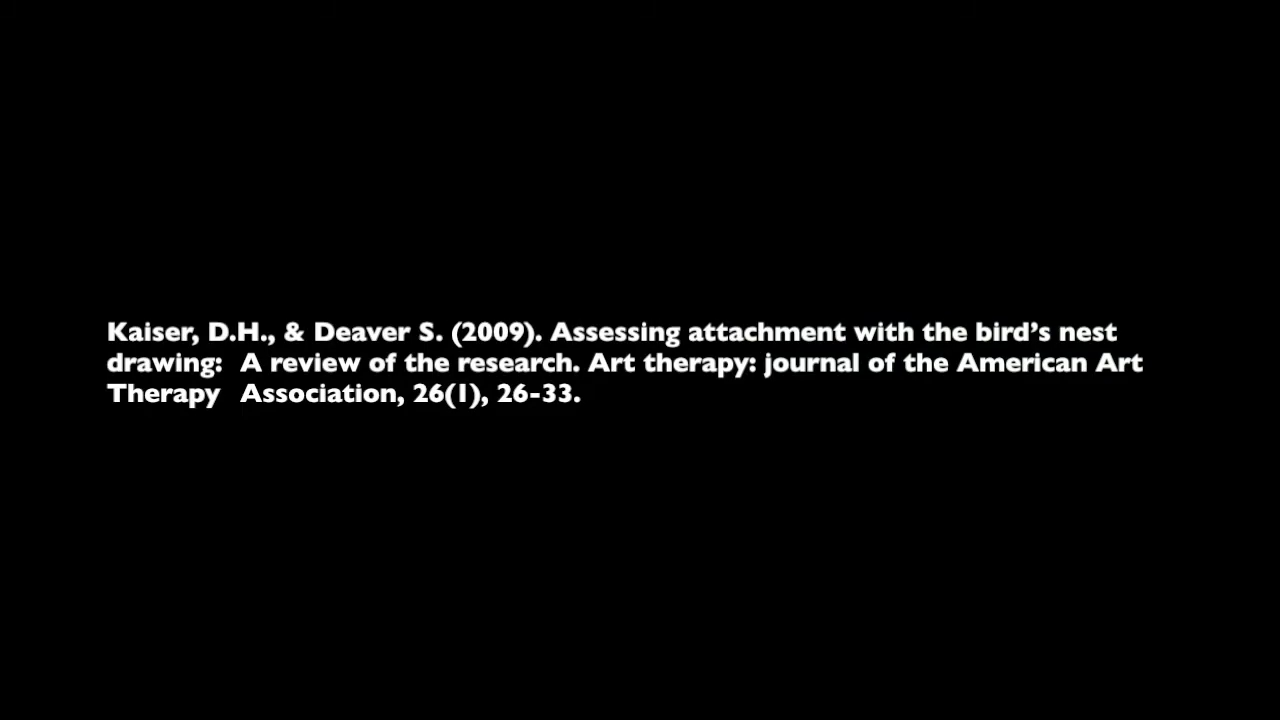 Kaiser, D.H., & Deaver S. (2009). Assessing attachment with the bird’s nest
drawing:  A review of the research. Art therapy: journal of the American Art
Therapy  Association, 26(1), 26-33.